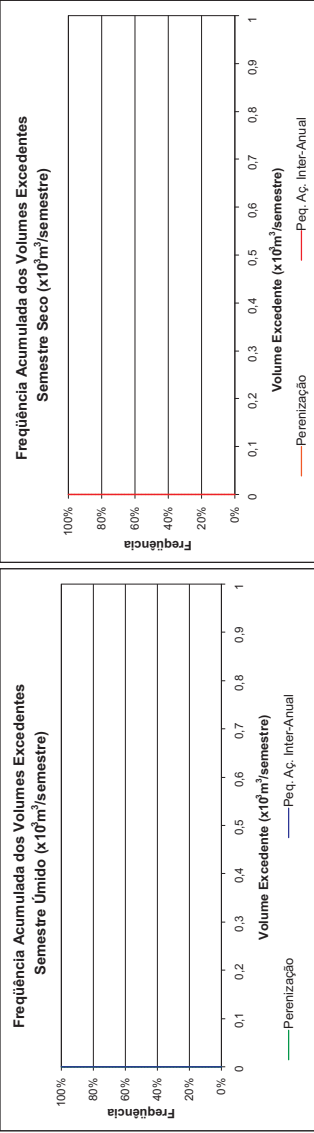 Freqüência Acumulada dos Volumes Excedentes
Semestre Úmido (x10³m³/semestre)
100%
80%
60%
40%
20%
0%
Freqüência
0 0,1 0,2 0,3 0,4 0,5 0,6 0,7 0,8 0,9 1
Volume Excedente (x10³m³/semestre)
Perenização Peq. Aç. Inter-Anual
Freqüência Acumulada dos Volumes Excedentes
Semestre Seco (x10³m³/semestre)
100%
80%
60%
40%
20%
0%
Freqüência
0 0,1 0,2 0,3 0,4 0,5 0,6 0,7 0,8 0,9 1
Volume Excedente (x10³m³/semestre)
Perenização Peq. Aç. Inter-Anual